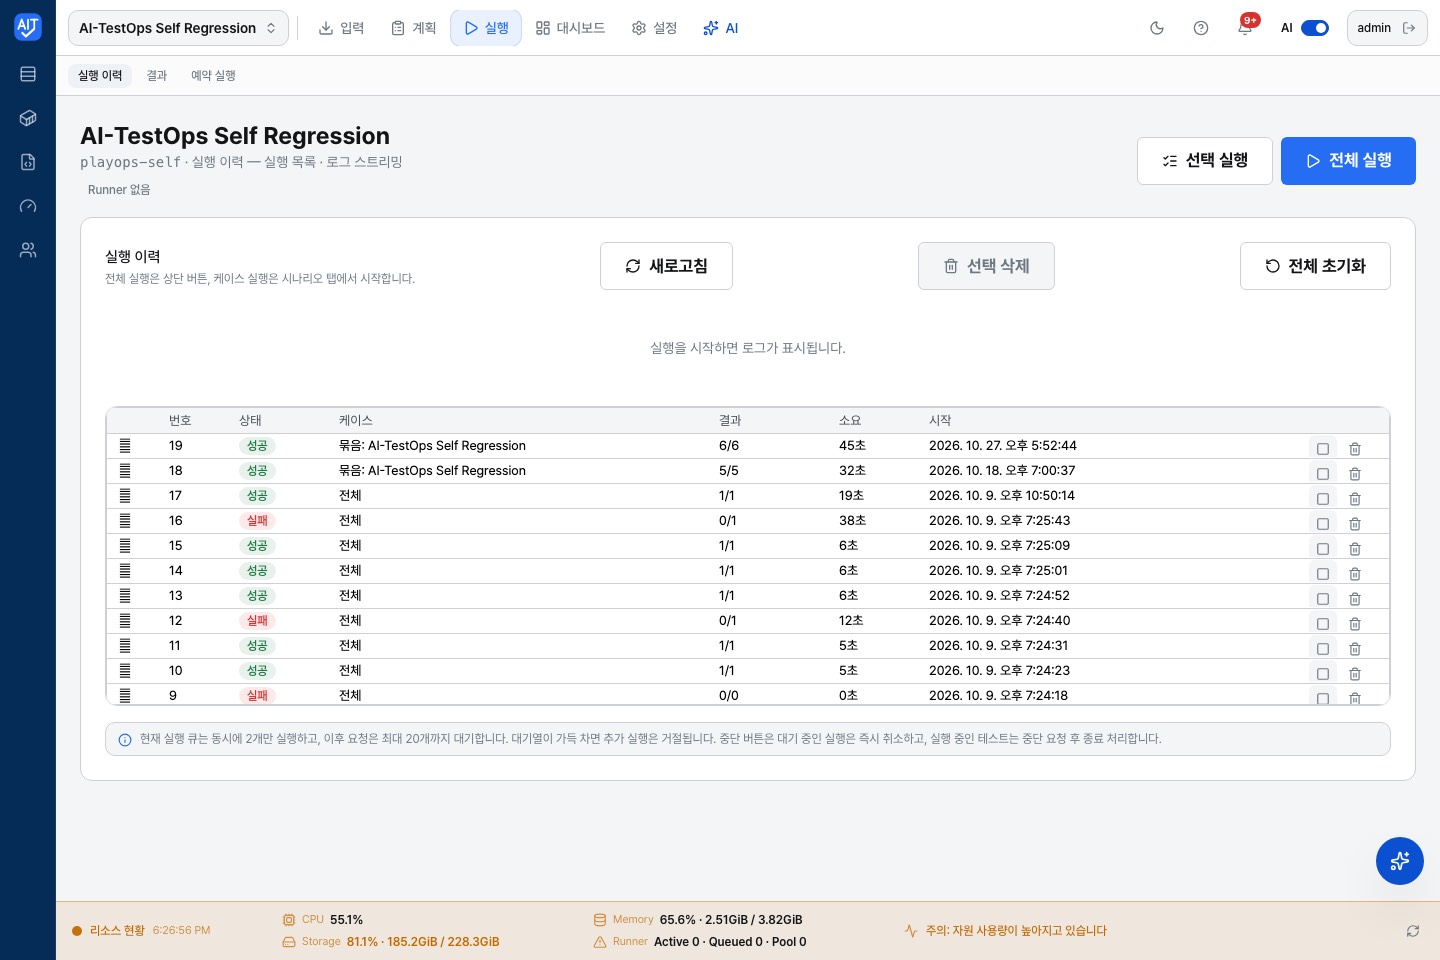 AIT
AI-TestOps Self Regression
입력
계획
실행
대시보드
설정
AI
9+
AI
admin
실행 이력
결과
예약 실행
AI-TestOps Self Regression
playops-self · 실행 이력 — 실행 목록 · 로그 스트리밍
Runner 없음
선택 실행
전체 실행
실행 이력
전체 실행은 상단 버튼, 케이스 실행은 시나리오 탭에서 시작합니다.
새로고침
선택 삭제
전체 초기화
실행을 시작하면 로그가 표시됩니다.
번호 상태 케이스 결과 소요 시작
19 성공 묶음: AI-TestOps Self Regression 6/6 45초 2026. 10. 27. 오후 5:52:44
18 성공 묶음: AI-TestOps Self Regression 5/5 32초 2026. 10. 18. 오후 7:00:37
17 성공 전체 1/1 19초 2026. 10. 9. 오후 10:50:14
16 실패 전체 0/1 38초 2026. 10. 9. 오후 7:25:43
15 성공 전체 1/1 6초 2026. 10. 9. 오후 7:25:09
14 성공 전체 1/1 6초 2026. 10. 9. 오후 7:25:01
13 성공 전체 1/1 6초 2026. 10. 9. 오후 7:24:52
12 실패 전체 0/1 12초 2026. 10. 9. 오후 7:24:40
11 성공 전체 1/1 5초 2026. 10. 9. 오후 7:24:31
10 성공 전체 1/1 5초 2026. 10. 9. 오후 7:24:23
9 실패 전체 0/0 0초 2026. 10. 9. 오후 7:24:18
현재 실행 큐는 동시에 2개만 실행하고, 이후 요청은 최대 20개까지 대기합니다. 대기열이 가득 차면 추가 실행은 거절됩니다. 중단 버튼은 대기 중인 실행은 즉시 취소하고, 실행 중인 테스트는 중단 요청 후 종료 처리합니다.
리소스 현황 6:26:56 PM
CPU 55.1%
Storage 81.1% · 185.2GiB / 228.3GiB
Memory 65.6% · 2.51GiB / 3.82GiB
Runner Active 0 · Queued 0 · Pool 0
주의: 자원 사용량이 높아지고 있습니다